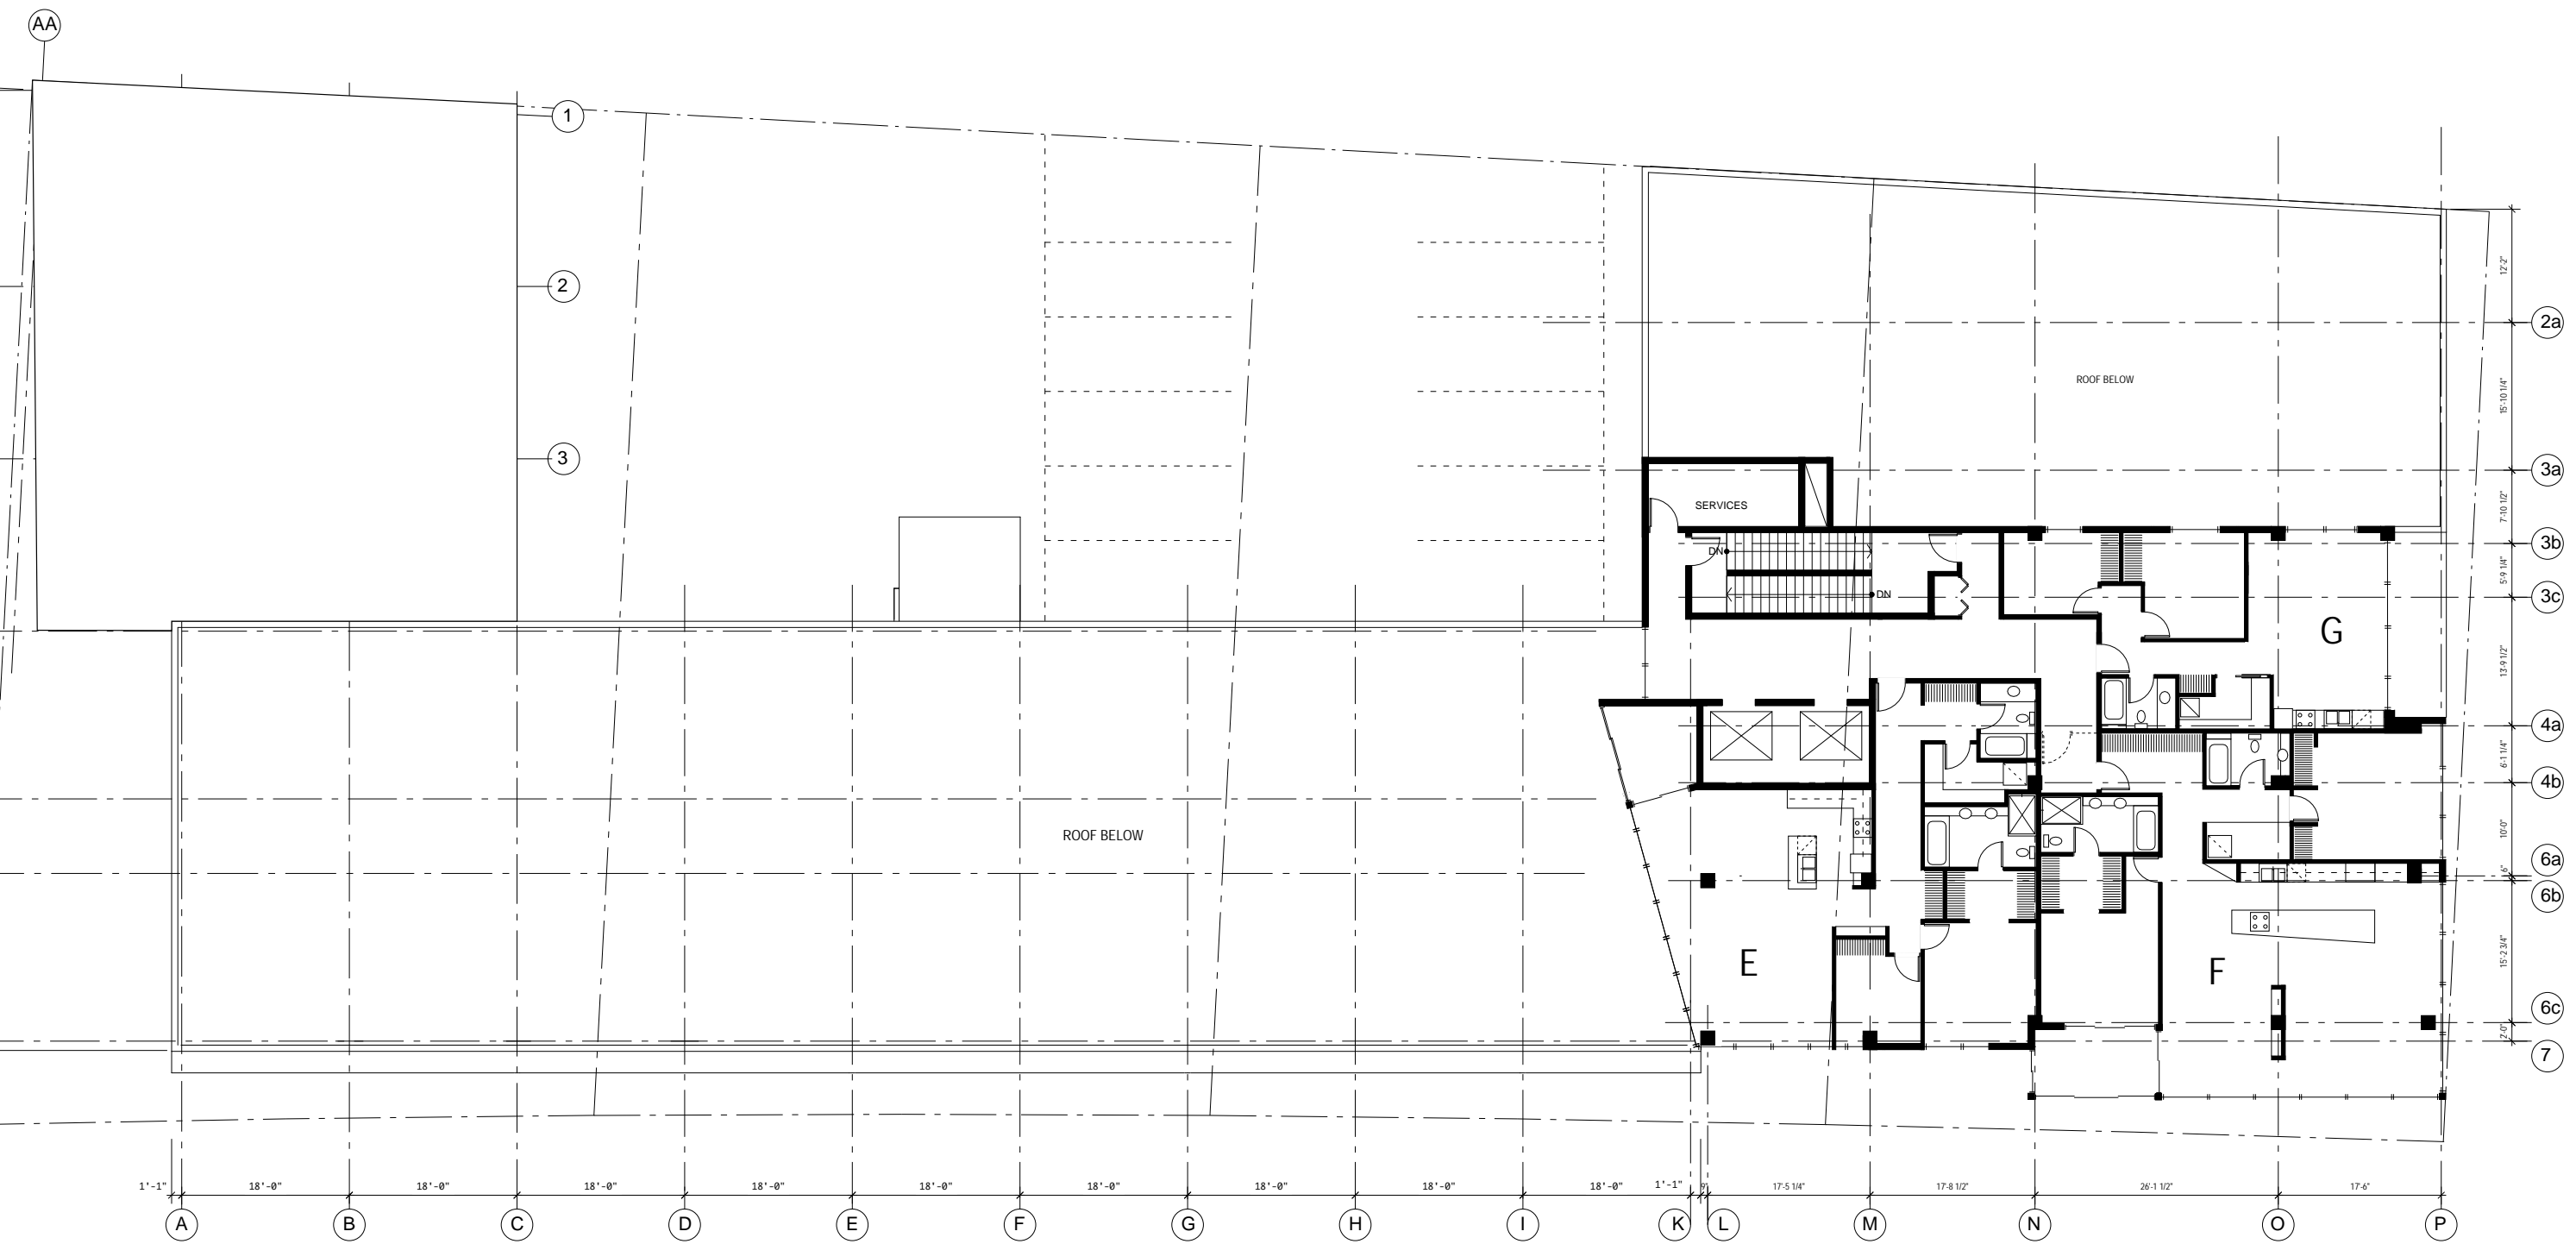 AA
1
2
3
2a
3a
3b
3c
4a
4b
6a
6b
6c
7
12'-2"
15'-10 1/4"
7'-10 1/2"
5'-9 1/4"
13'-9 1/2"
6'-1 1/4"
10'-0"
6"
15'-2 3/4"
2'-0"
ROOF BELOW
SERVICES
DN
DN
G
ROOF BELOW
E
F
1'-1"
18'-0"
18'-0"
18'-0"
18'-0"
18'-0"
18'-0"
18'-0"
18'-0"
18'-0"
1'-1"
9"
17'-5 1/4"
17'-8 1/2"
26'-1 1/2"
17'-6"
A
B
C
D
E
F
G
H
I
K
L
M
N
O
P